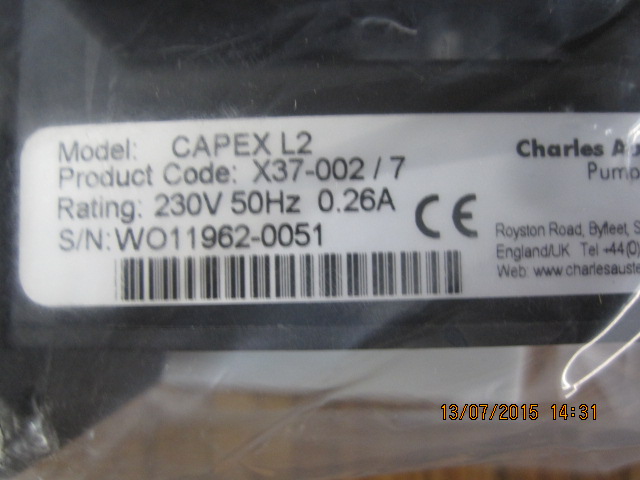 Model: CAPEX L2
Product Code: X37-002 / 7
Rating: 230V 50Hz 0.26A
S/N: WO11962-0051
CE
Charles
Pump
Royston Road, Byfleet,
England/UK Tel +44(0)
Web: www.charlesauste
13/07/2015 14:31